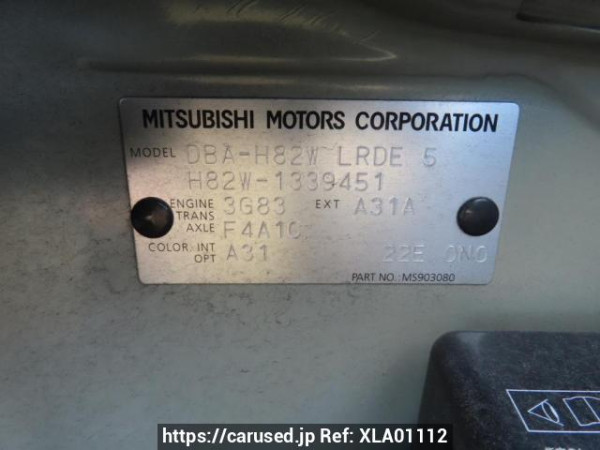 MITSUBISHI MOTORS CORPORATION
MODEL DBA-H82W LRDE 5
H82W-1339451
ENGINE 3G83 EXT A31A
TRANS
AXLE F4A1C
COLOR INT A31 22E 0N0
OPT
PART NO.: MS903080
https://carused.jp Ref: XLA01112